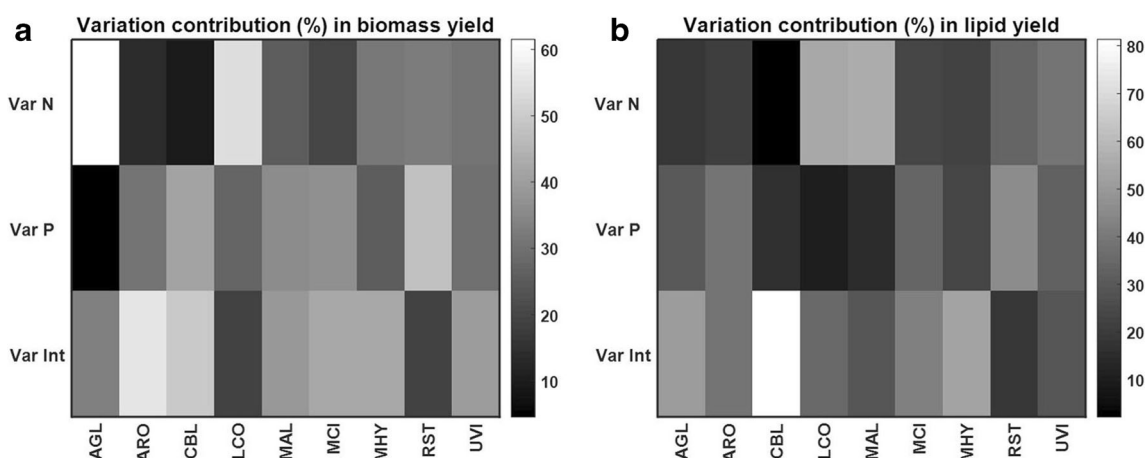 a
Variation contribution (%) in biomass yield
Var N
Var P
Var Int
60
50
40
30
20
10
AGL
ARO
CBL
LCO
MAL
MCI
MHY
RST
UVI
b
Variation contribution (%) in lipid yield
Var N
Var P
Var Int
80
70
60
50
40
30
20
10
AGL
ARO
CBL
LCO
MAL
MCI
MHY
RST
UVI